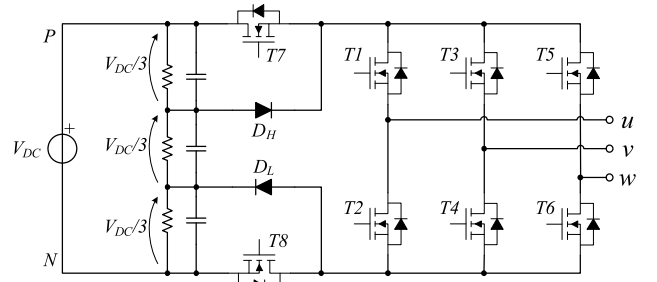 P
T7
V_DC/3
T1
T3
T5
D_H
u
V_DC
+
V_DC/3
v
D_L
w
V_DC/3
T2
T4
T6
T8
N